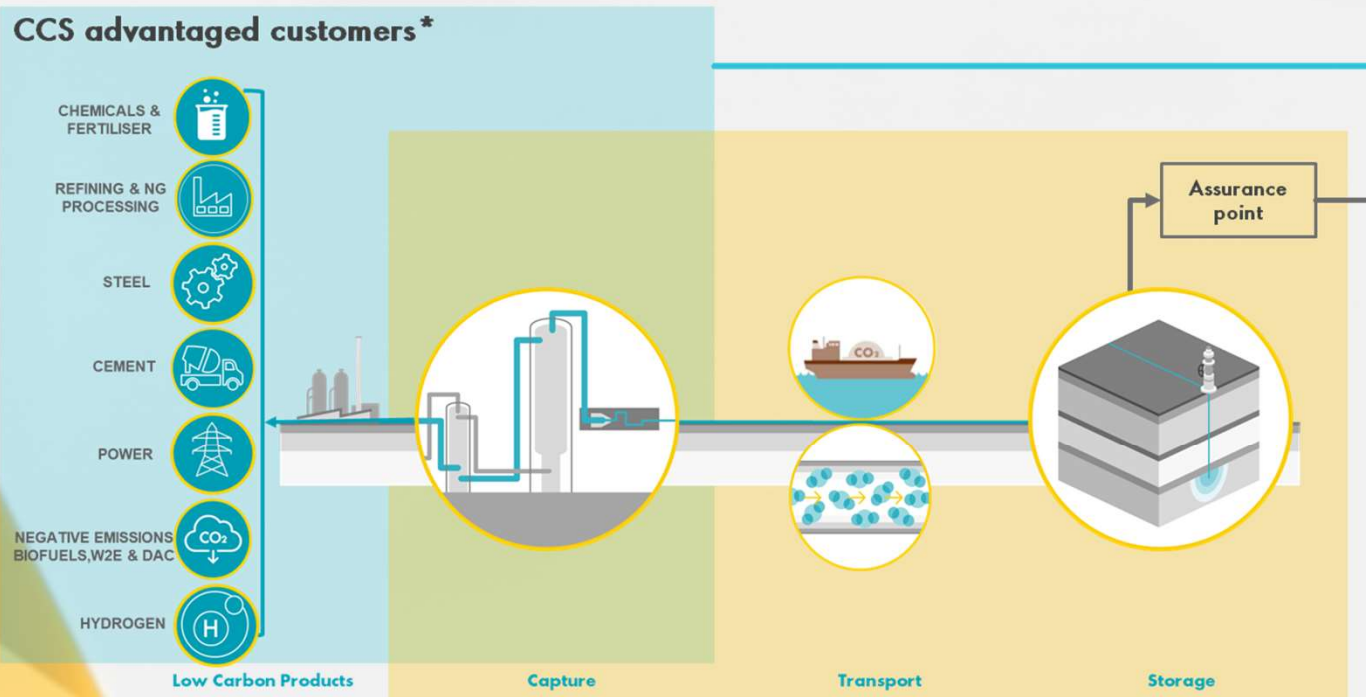 CCS advantaged customers*
CHEMICALS &
FERTILISER
REFINING & NG
PROCESSING
STEEL
CEMENT
POWER
NEGATIVE EMISSIONS
BIOFUELS,W2E & DAC
CO₂
HYDROGEN
H
CO₂
Assurance
point
Low Carbon Products
Capture
Transport
Storage